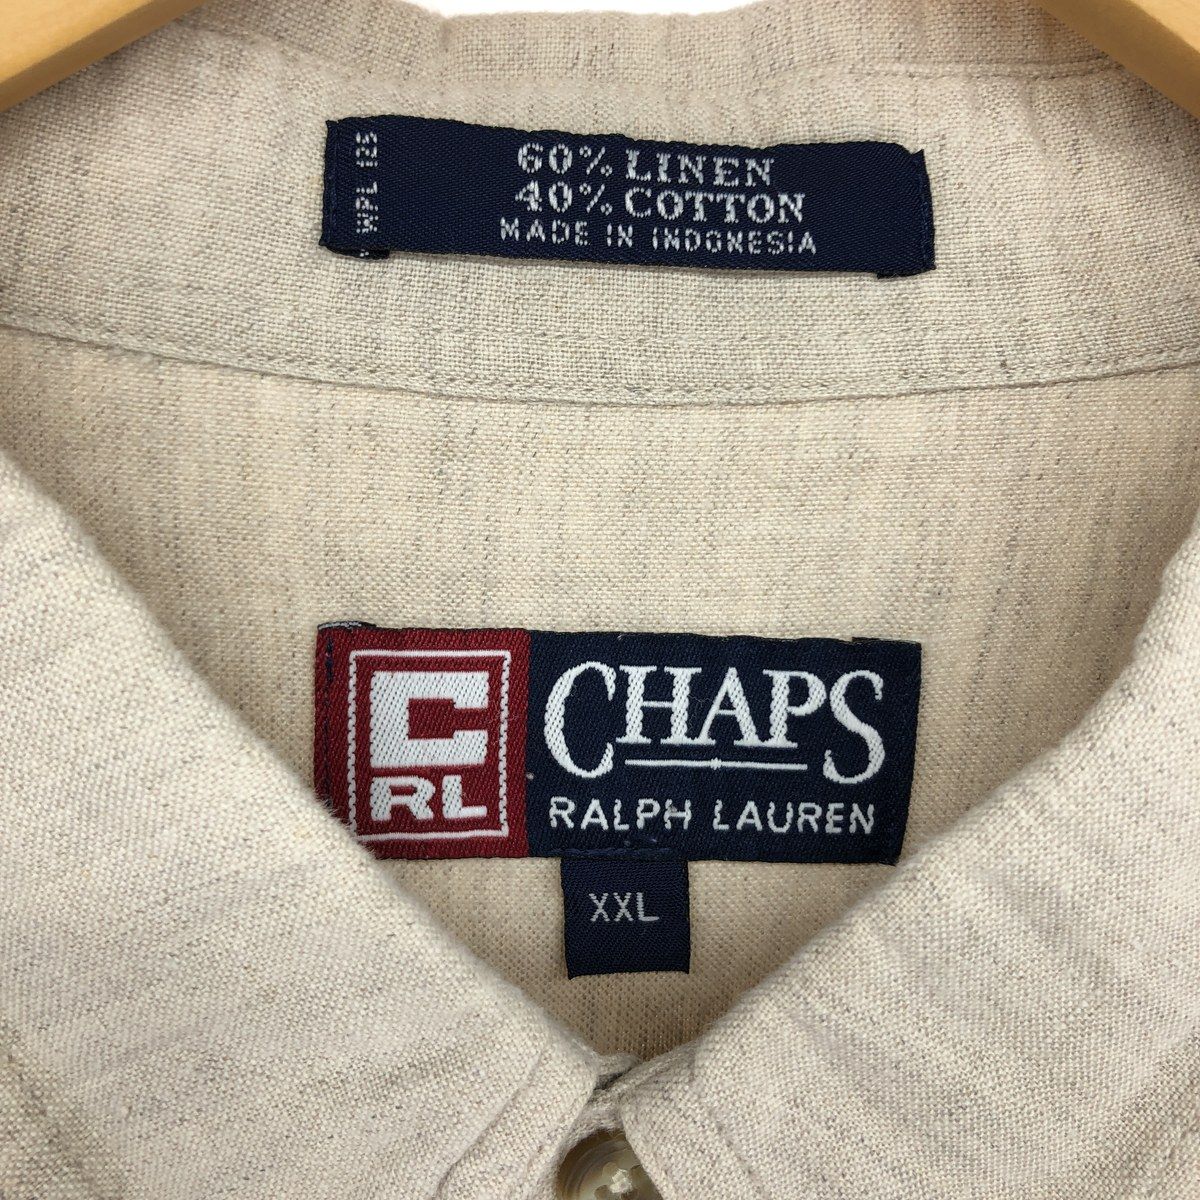 60% LINEN
40% COTTON
MADE IN INDONESIA
WPL 125
C
RL
CHAPS
RALPH LAUREN
XXL